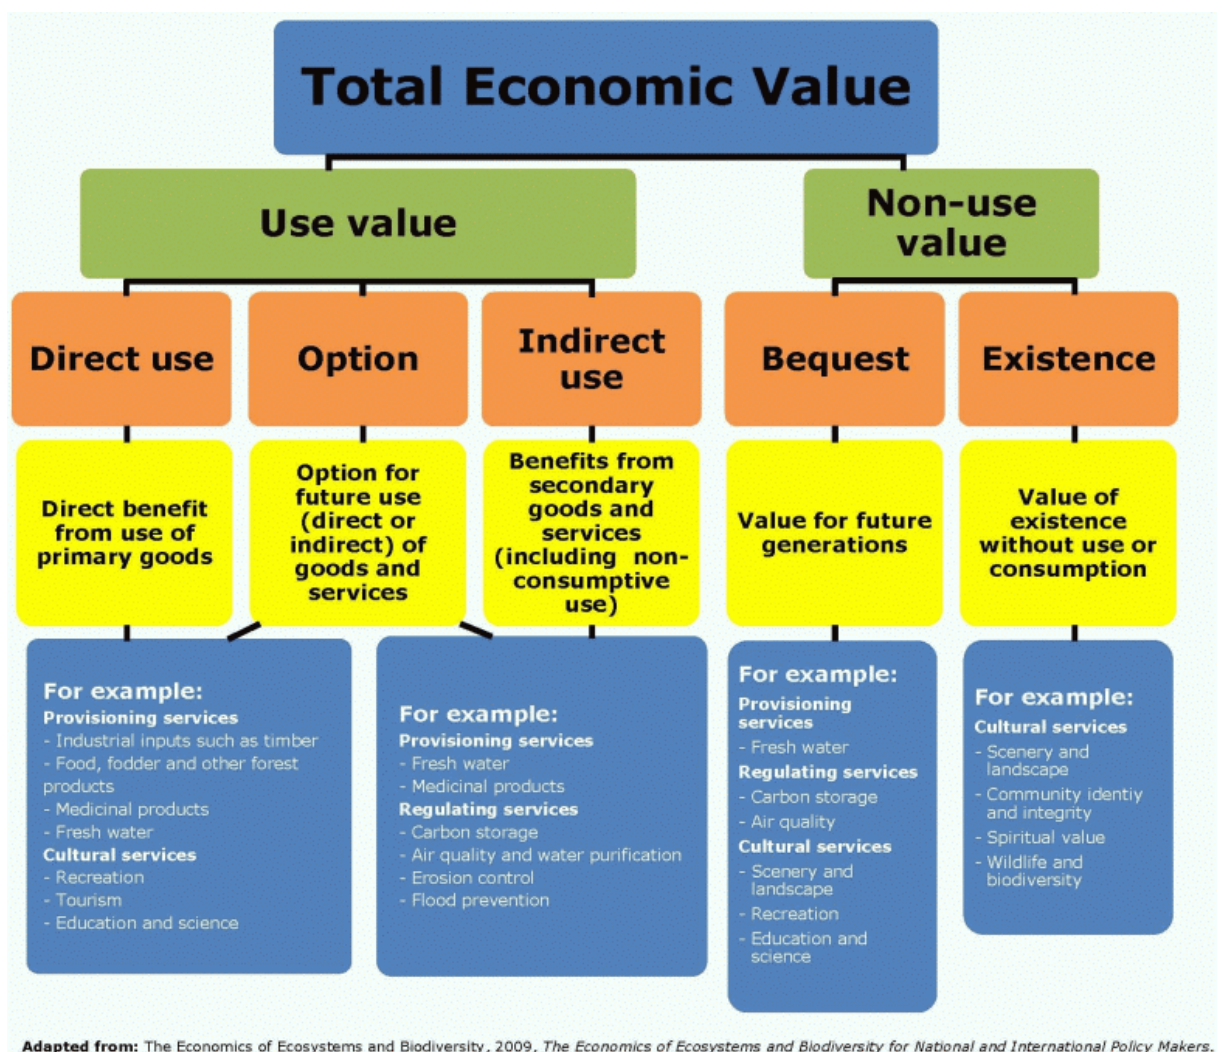 Total Economic Value
Use value
Non-use
value
Direct use
Option
Indirect
use
Bequest
Existence
Direct benefit
from use of
primary goods
Option for
future use
(direct or
indirect) of
goods and
services
Benefits from
secondary
goods and
services
(including non-
consumptive
use)
Value for future
generations
Value of
existence
without use or
consumption
For example:
Provisioning services
- Industrial inputs such as timber
- Food, fodder and other forest
products
- Medicinal products
- Fresh water
Cultural services
- Recreation
- Tourism
- Education and science
For example:
Provisioning services
- Fresh water
- Medicinal products
Regulating services
- Carbon storage
- Air quality and water purification
- Erosion control
- Flood prevention
For example:
Provisioning
services
- Fresh water
Regulating services
- Carbon storage
- Air quality
Cultural services
- Scenery and
landscape
- Recreation
- Education and
science
For example:
Cultural services
- Scenery and
landscape
- Community identiy
and integrity
- Spiritual value
- Wildlife and
biodiversity
Adapted from: The Economics of Ecosystems and Biodiversity, 2009, The Economics of Ecosystems and Biodiversity for National and International Policy Makers.